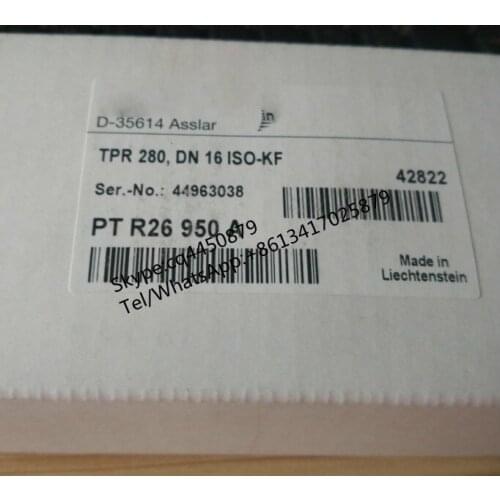 in
D-35614 Asslar
TPR 280, DN 16 ISO-KF
42822
Ser.-No.: 44963038
PT R26 950 A
Made in
Liechtenstein
Skype:cq4450879
Tel/WhatsApp:+8613417025879